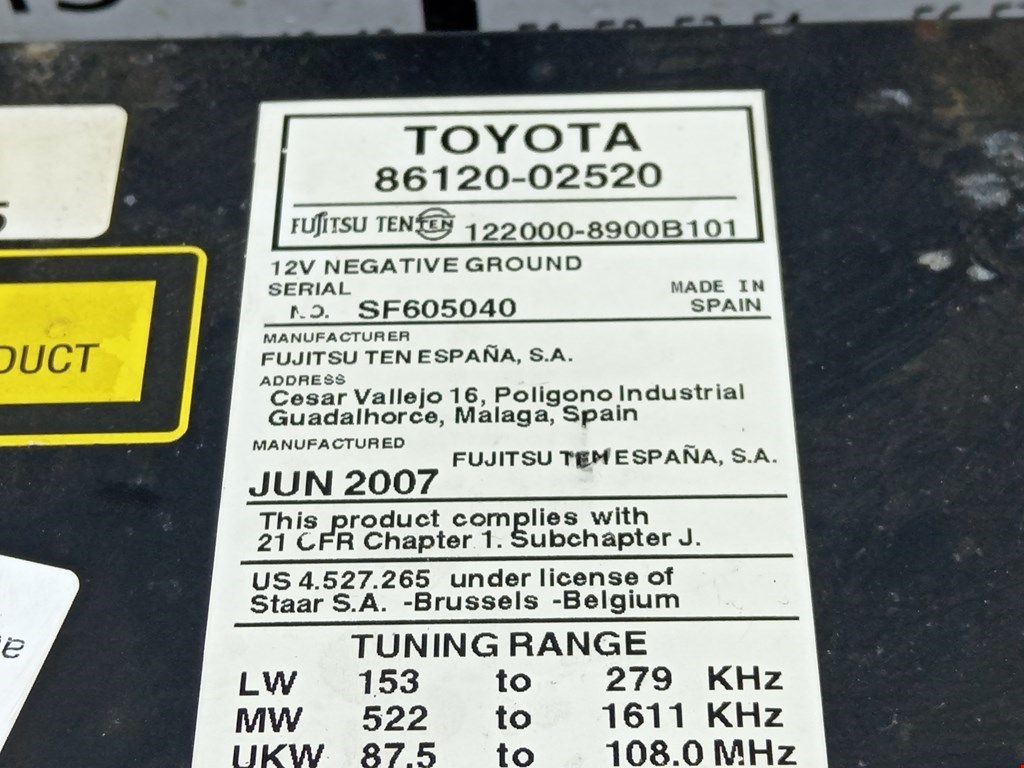 TOYOTA
86120-02520
FUJITSU TEN TEN 122000-8900B101
12V NEGATIVE GROUND
SERIAL
NO. SF605040
MADE IN
SPAIN
MANUFACTURER
FUJITSU TEN ESPAÑA, S.A.
ADDRESS
Cesar Vallejo 16, Poligono Industrial
Guadalhorce, Malaga, Spain
MANUFACTURED
FUJITSU TEN ESPAÑA, S.A.
JUN 2007
This product complies with
21 CFR Chapter 1. Subchapter J.
US 4.527.265 under license of
Staar S.A. -Brussels -Belgium
TUNING RANGE
LW 153 to 279 KHz
MW 522 to 1611 KHz
UKW 87.5 to 108.0 MHz
5
DUCT